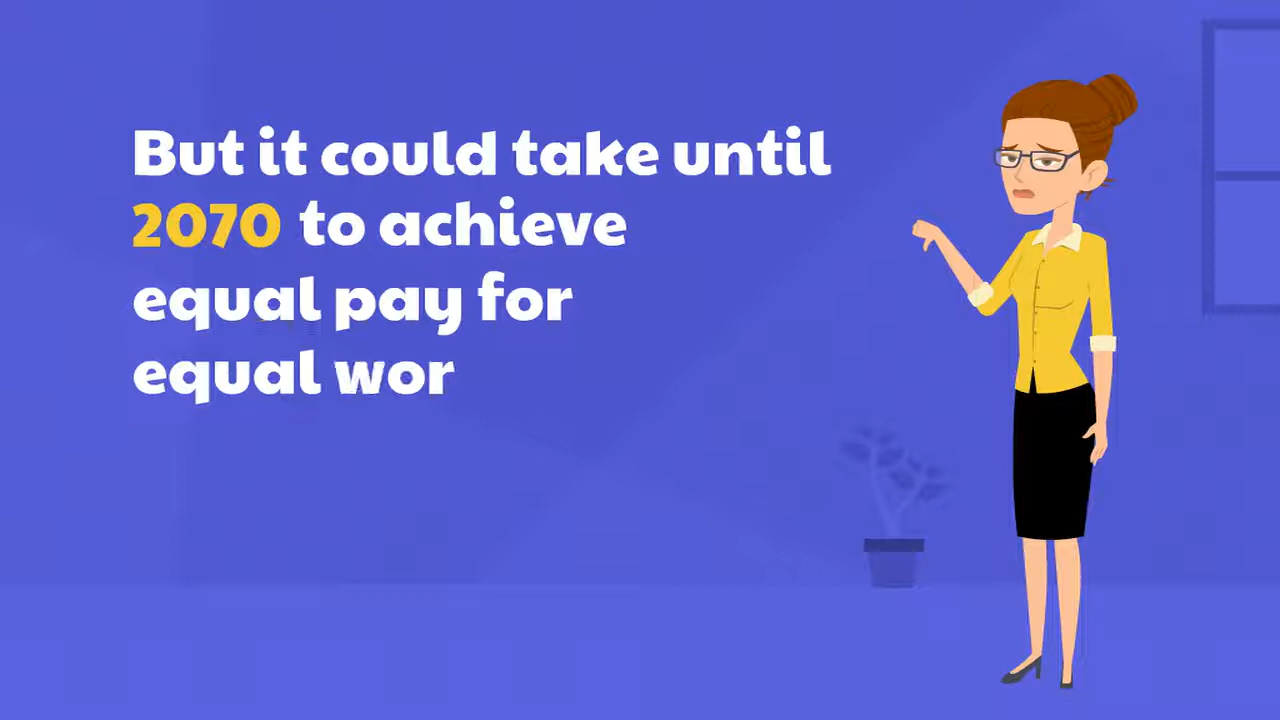 But it could take until
2070 to achieve
equal pay for
equal wor